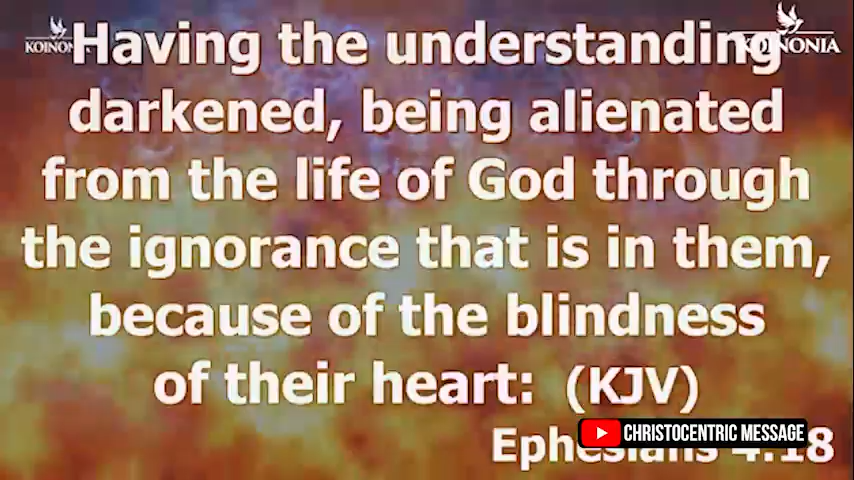 KOINONIA
KOINONIA
Having the understanding
darkened, being alienated
from the life of God through
the ignorance that is in them,
because of the blindness
of their heart: (KJV)
CHRISTOCENTRIC MESSAGE
Ephesians 4:18